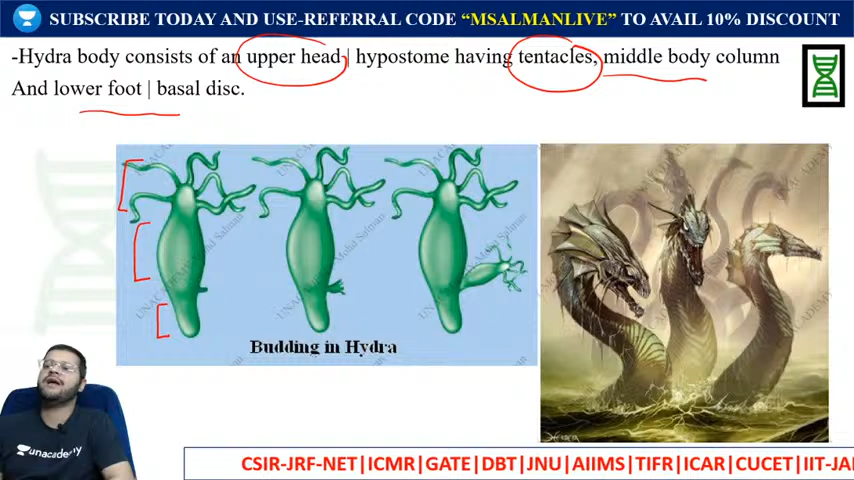 SUBSCRIBE TODAY AND USE-REFERRAL CODE “MSALMANLIVE” TO AVAIL 10% DISCOUNT
-Hydra body consists of an upper head | hypostome having tentacles, middle body column
And lower foot | basal disc.
Budding in Hydra
unacademy
CSIR-JRF-NET|ICMR|GATE|DBT|JNU|AIIMS|TIFR|ICAR|CUCET|IIT-JA